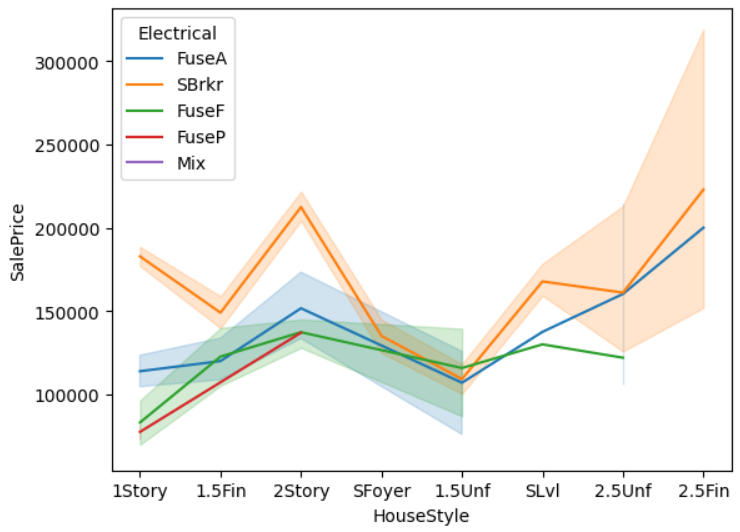 Electrical
FuseA
SBrkr
FuseF
FuseP
Mix
300000
250000
200000
150000
100000
SalePrice
1Story 1.5Fin 2Story SFoyer 1.5Unf SLvl 2.5Unf 2.5Fin
HouseStyle